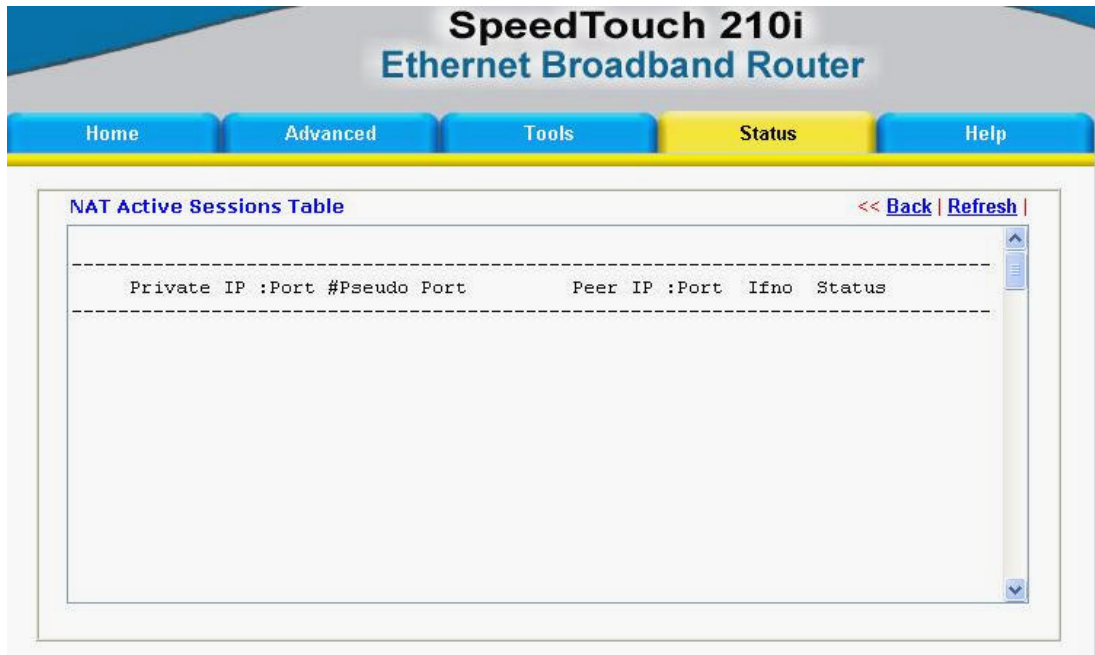 SpeedTouch 210i
Ethernet Broadband Router
Home Advanced Tools Status Help
NAT Active Sessions Table << Back | Refresh |
---------------------------------------------------------------------------------
Private IP :Port #Pseudo Port Peer IP :Port Ifno Status
---------------------------------------------------------------------------------